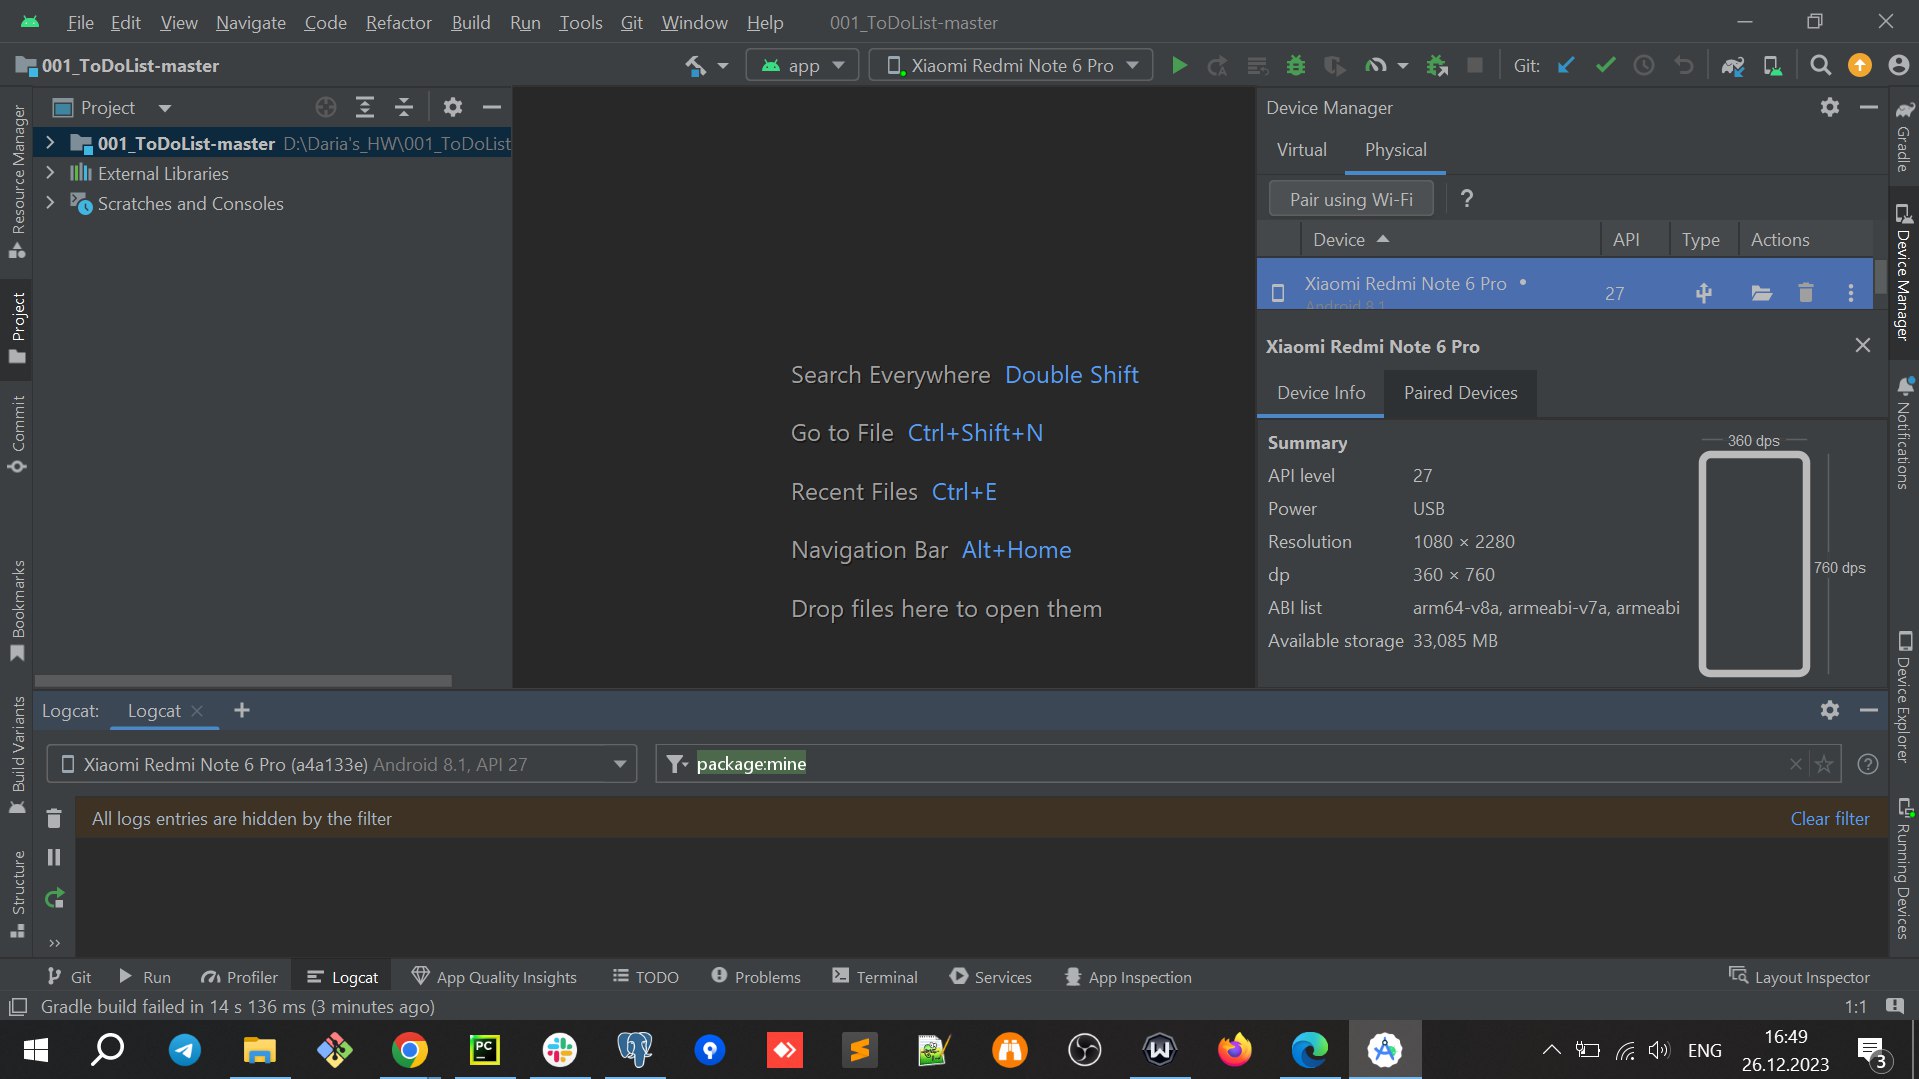 File Edit View Navigate Code Refactor Build Run Tools Git Window Help 001_ToDoList-master
001_ToDoList-master app Xiaomi Redmi Note 6 Pro Git:
Project
001_ToDoList-master D:\Daria's_HW\001_ToDoList
External Libraries
Scratches and Consoles
Resource Manager
Project
Commit
Bookmarks
Build Variants
Structure
Search Everywhere Double Shift
Go to File Ctrl+Shift+N
Recent Files Ctrl+E
Navigation Bar Alt+Home
Drop files here to open them
Device Manager
Virtual Physical
Pair using Wi-Fi ?
Device API Type Actions
Xiaomi Redmi Note 6 Pro 27
Android 8.1
Xiaomi Redmi Note 6 Pro
Device Info Paired Devices
Summary
API level 27
Power USB
Resolution 1080 × 2280
dp 360 × 760
ABI list arm64-v8a, armeabi-v7a, armeabi
Available storage 33,085 MB
360 dps
760 dps
Gradle
Device Manager
Notifications
Device Explorer
Running Devices
Logcat: Logcat
Xiaomi Redmi Note 6 Pro (a4a133e) Android 8.1, API 27 package:mine
All logs entries are hidden by the filter Clear filter
Git Run Profiler Logcat App Quality Insights TODO Problems Terminal Services App Inspection Layout Inspector
Gradle build failed in 14 s 136 ms (3 minutes ago) 1:1
PC
ENG
16:49
26.12.2023
3